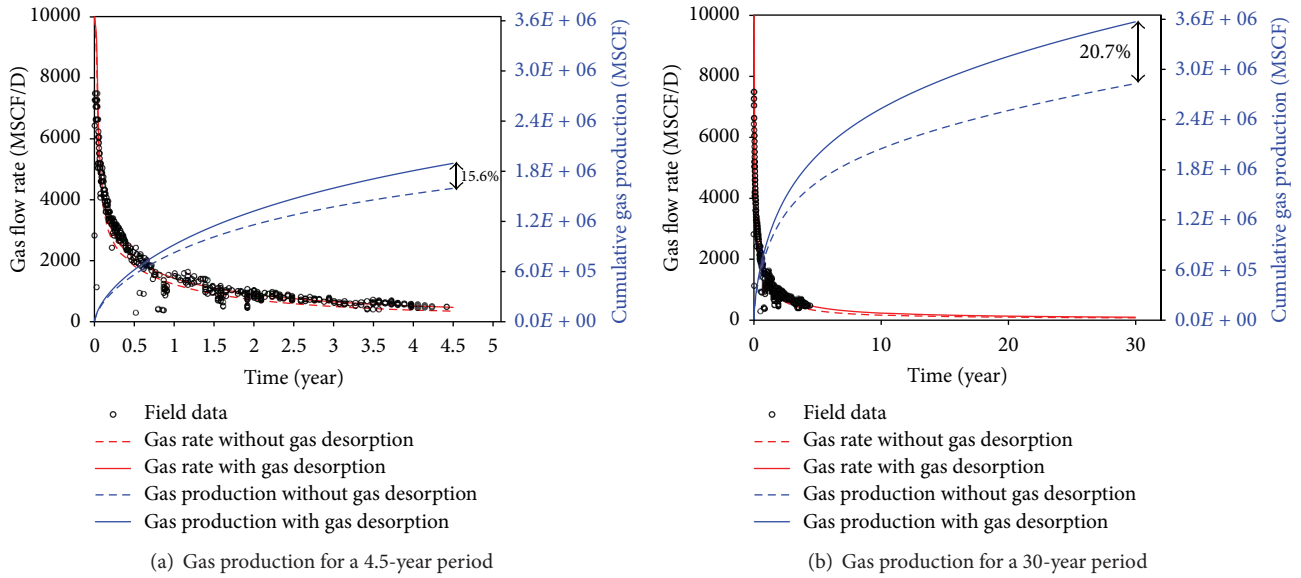 10000
8000
6000
4000
2000
0
Gas flow rate (MSCF/D)
3.6E + 06
3.0E + 06
2.4E + 06
1.8E + 06
1.2E + 06
6.0E + 05
0.0E + 00
Cumulative gas production (MSCF)
15.6%
0 0.5 1 1.5 2 2.5 3 3.5 4 4.5 5
Time (year)
Field data
Gas rate without gas desorption
Gas rate with gas desorption
Gas production without gas desorption
Gas production with gas desorption
(a) Gas production for a 4.5-year period
10000
8000
6000
4000
2000
0
Gas flow rate (MSCF/D)
3.6E + 06
3.0E + 06
2.4E + 06
1.8E + 06
1.2E + 06
6.0E + 05
0.0E + 00
Cumulative gas production (MSCF)
20.7%
0 10 20 30
Time (year)
Field data
Gas rate without gas desorption
Gas rate with gas desorption
Gas production without gas desorption
Gas production with gas desorption
(b) Gas production for a 30-year period